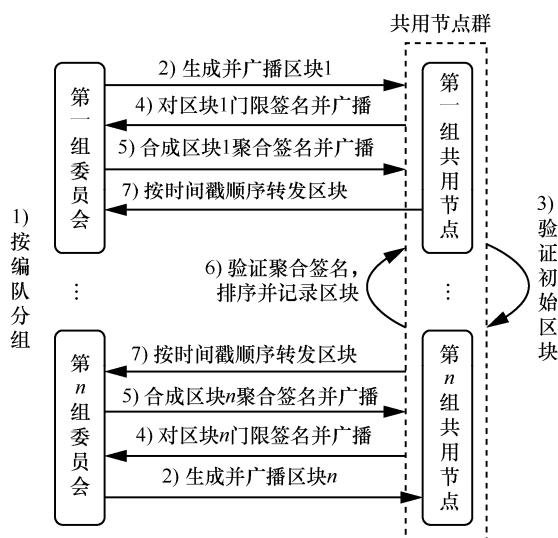 共用节点群
2) 生成并广播区块1
4) 对区块1门限签名并广播
5) 合成区块1聚合签名并广播
7) 按时间戳顺序转发区块
第一组委员会
第一组共用节点
1)按编队分组
3)验证初始区块
6) 验证聚合签名，
排序并记录区块
⋮
⋮
7) 按时间戳顺序转发区块
5) 合成区块n聚合签名并广播
4) 对区块n门限签名并广播
2) 生成并广播区块n
第n组委员会
第n组共用节点